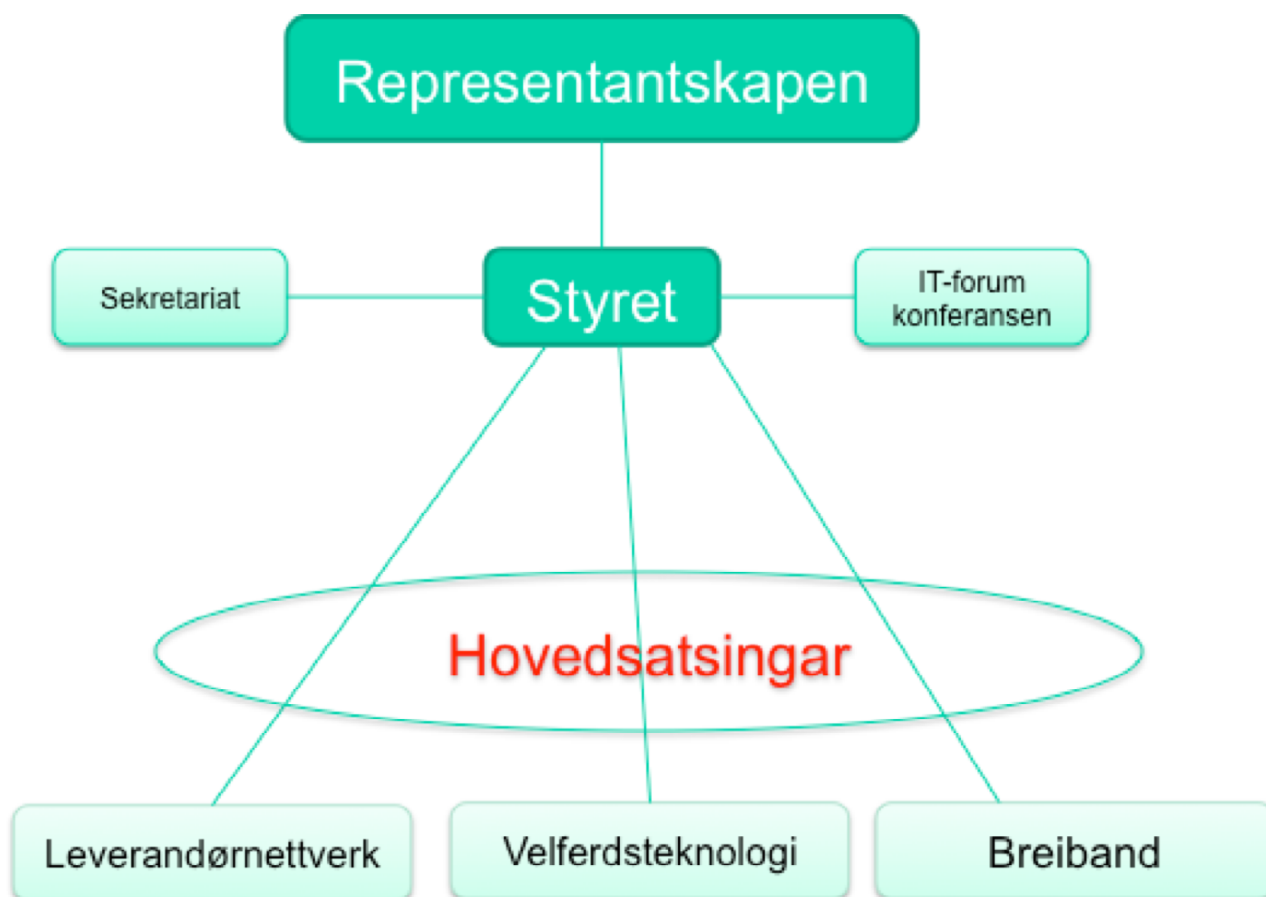 Representantskapen
Sekretariat
Styret
IT-forum
konferansen
Hovedsatsingar
Leverandørnettverk
Velferdsteknologi
Breiband